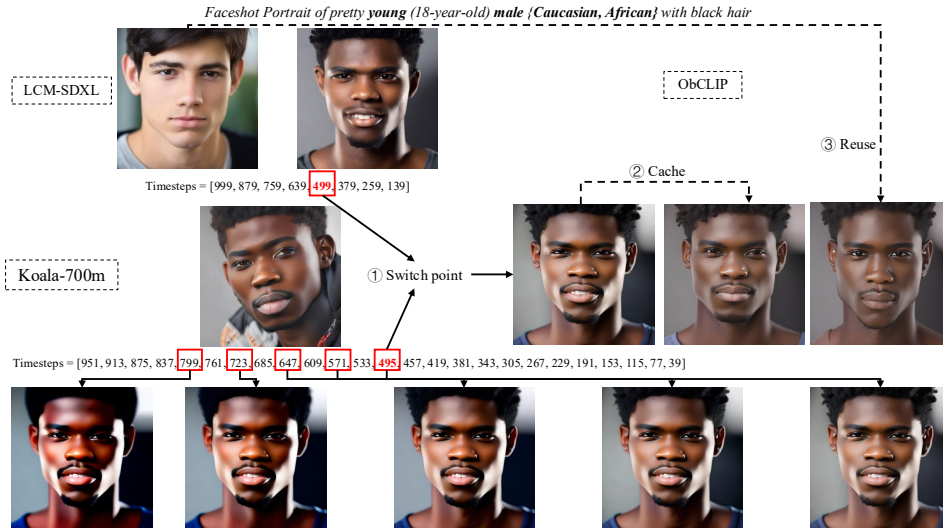 Faceshot Portrait of pretty young (18-year-old) male {Caucasian, African} with black hair
LCM-SDXL
ObCLIP
③ Reuse
② Cache
Timesteps = [999, 879, 759, 639, 499, 379, 259, 139]
Koala-700m
① Switch point
Timesteps = [951, 913, 875, 837, 799, 761, 723, 685, 647, 609, 571, 533, 495, 457, 419, 381, 343, 305, 267, 229, 191, 153, 115, 77, 39]